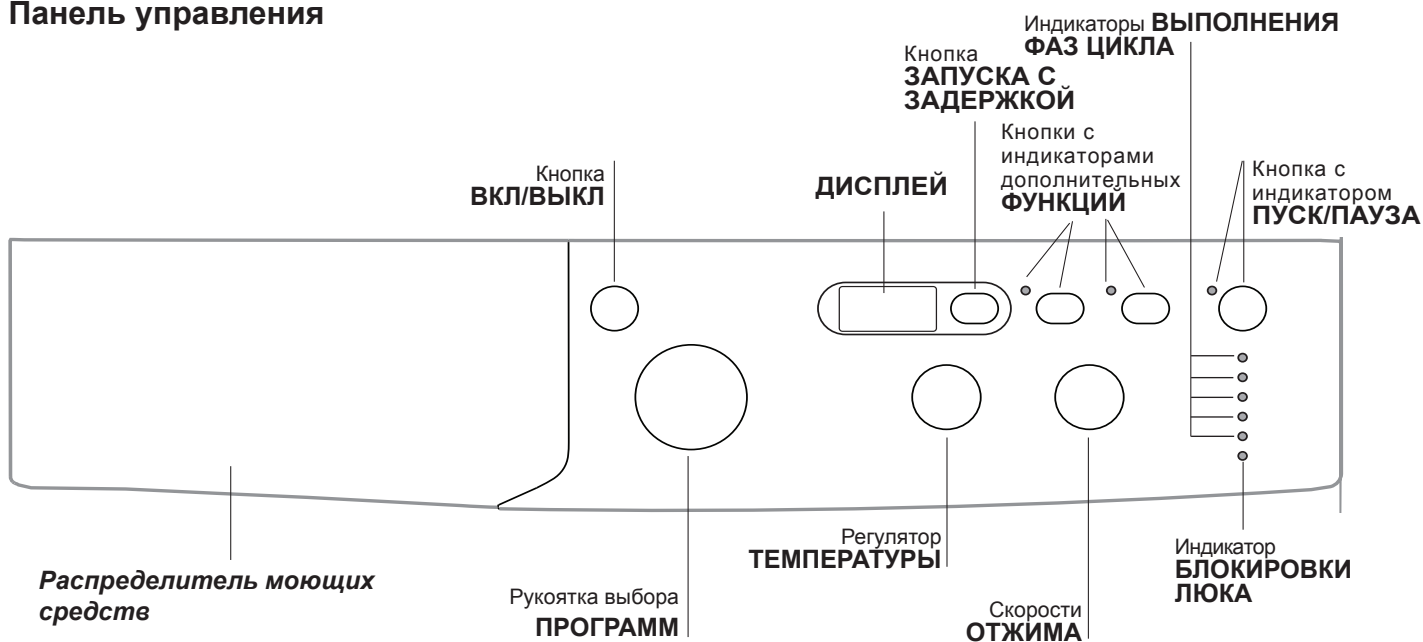 Панель управления
Индикаторы ВЫПОЛНЕНИЯ
ФАЗ ЦИКЛА
Кнопка
ЗАПУСКА С
ЗАДЕРЖКОЙ
Кнопки с
индикаторами
дополнительных
ФУНКЦИЙ
Кнопка
ВКЛ/ВЫКЛ
ДИСПЛЕЙ
Кнопка с
индикатором
ПУСК/ПАУЗА
Распределитель моющих
средств
Рукоятка выбора
ПРОГРАММ
Регулятор
ТЕМПЕРАТУРЫ
Скорости
ОТЖИМА
Индикатор
БЛОКИРОВКИ
ЛЮКА